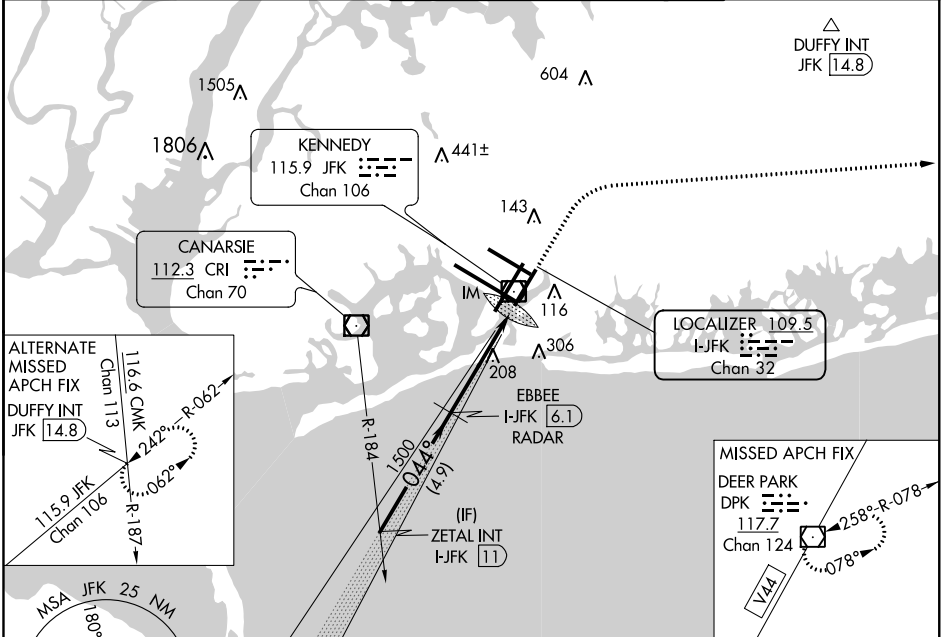 DUFFY INT
JFK 14.8
604
1505
1806
KENNEDY
115.9 JFK
Chan 106
441±
143
CANARSIE
112.3 CRI
Chan 70
IM
116
LOCALIZER 109.5
I-JFK
Chan 32
306
208
EBBEE
I-JFK 6.1
RADAR
R-184
1500
044°
(4.9)
(IF)
ZETAL INT
I-JFK 11
ALTERNATE
MISSED
APCH FIX
DUFFY INT
JFK 14.8
116.6 CMK
Chan 113
R-062
242°
062°
115.9 JFK
Chan 106
R-187
MISSED APCH FIX
DEER PARK
DPK
117.7
Chan 124
258°
R-078
078°
V44
MSA JFK 25 NM
180°